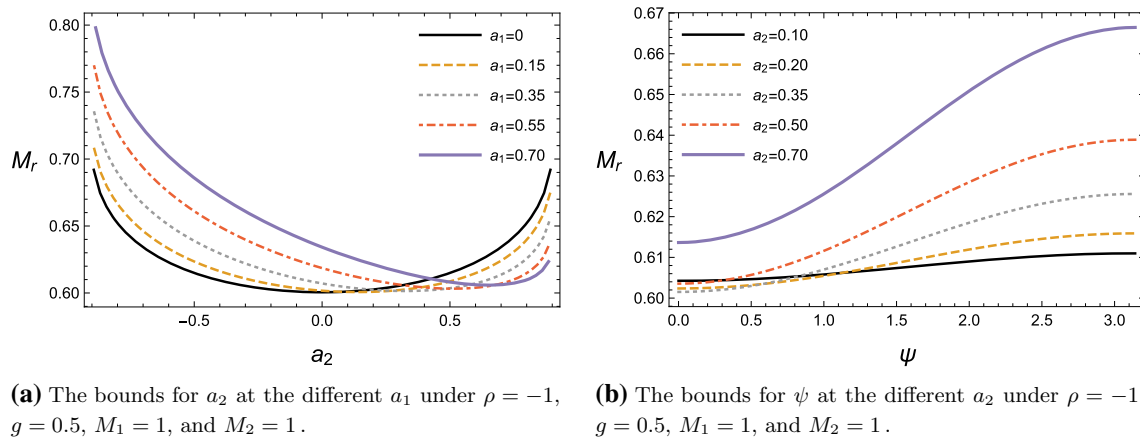 0.80
0.75
0.70
0.65
0.60
M_r
-0.5
0.0
0.5
a_2
a_1=0
a_1=0.15
a_1=0.35
a_1=0.55
a_1=0.70
0.67
0.66
0.65
0.64
0.63
0.62
0.61
0.60
M_r
0.0
0.5
1.0
1.5
2.0
2.5
3.0
ψ
a_2=0.10
a_2=0.20
a_2=0.35
a_2=0.50
a_2=0.70
(a) The bounds for a_2 at the different a_1 under ρ = −1,
g = 0.5, M_1 = 1, and M_2 = 1 .
(b) The bounds for ψ at the different a_2 under ρ = −1
g = 0.5, M_1 = 1, and M_2 = 1 .